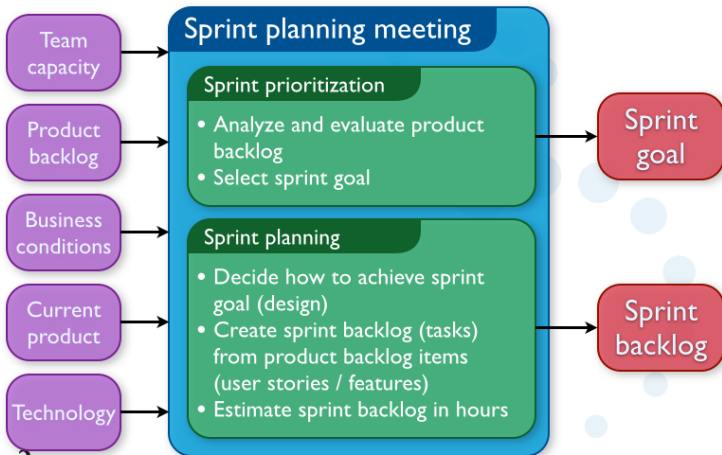 Team
capacity
Product
backlog
Business
conditions
Current
product
Technology
Sprint planning meeting
Sprint prioritization
• Analyze and evaluate product
backlog
• Select sprint goal
Sprint planning
• Decide how to achieve sprint
goal (design)
• Create sprint backlog (tasks)
from product backlog items
(user stories / features)
• Estimate sprint backlog in hours
Sprint
goal
Sprint
backlog